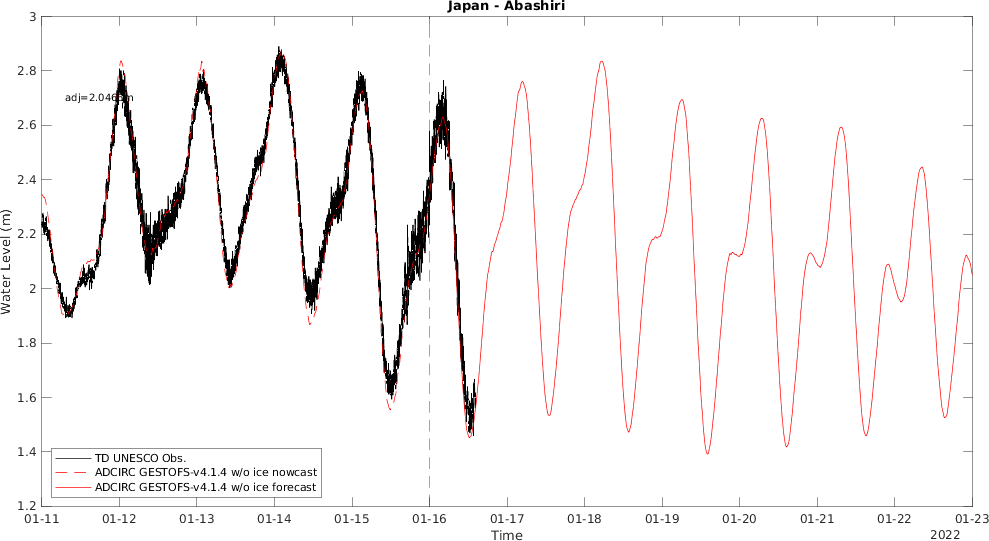 Japan - Abashiri
3
2.8
2.6
2.4
2.2
2
1.8
1.6
1.4
1.2
Water Level (m)
TD UNESCO Obs.
ADCIRC GESTOFS-v4.1.4 w/o ice nowcast
ADCIRC GESTOFS-v4.1.4 w/o ice forecast
01-11 01-12 01-13 01-14 01-15 01-16 01-17 01-18 01-19 01-20 01-21 01-22 01-23
Time
2022